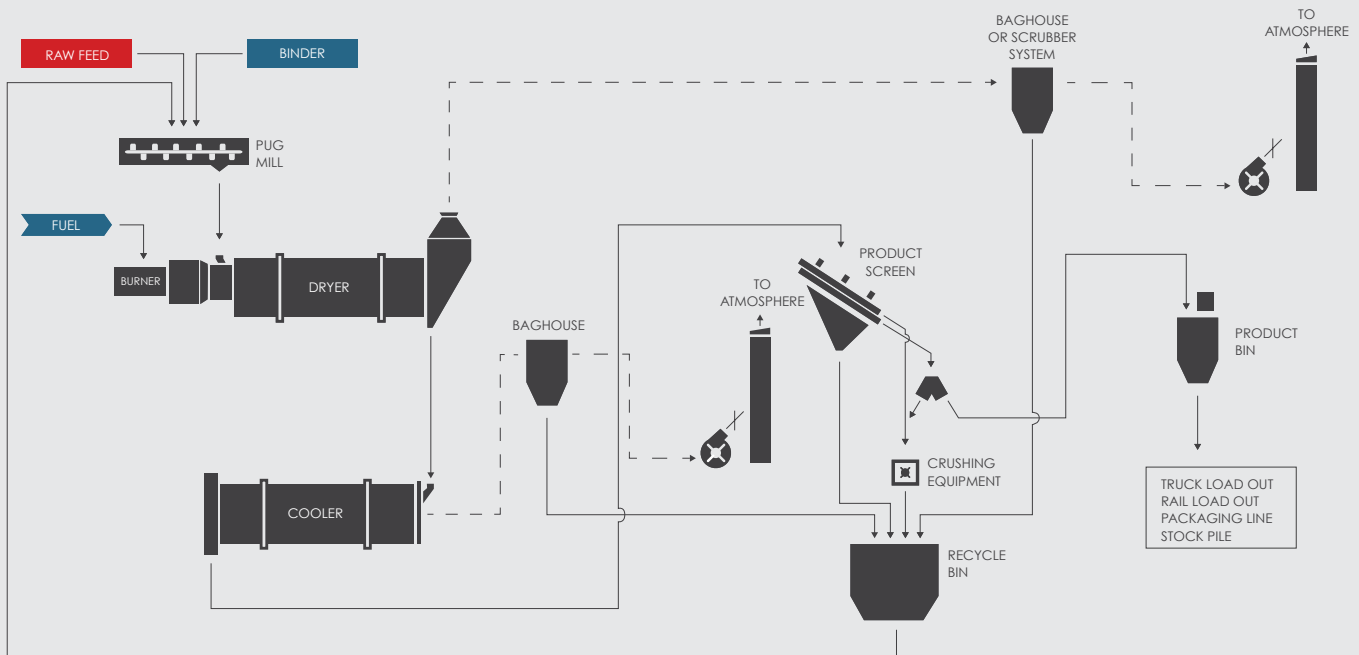 BAGHOUSE
OR SCRUBBER
SYSTEM
TO
ATMOSPHERE
RAW FEED
BINDER
PUG
MILL
FUEL
BURNER
DRYER
PRODUCT
SCREEN
TO
ATMOSPHERE
BAGHOUSE
PRODUCT
BIN
CRUSHING
EQUIPMENT
TRUCK LOAD OUT
RAIL LOAD OUT
PACKAGING LINE
STOCK PILE
COOLER
RECYCLE
BIN